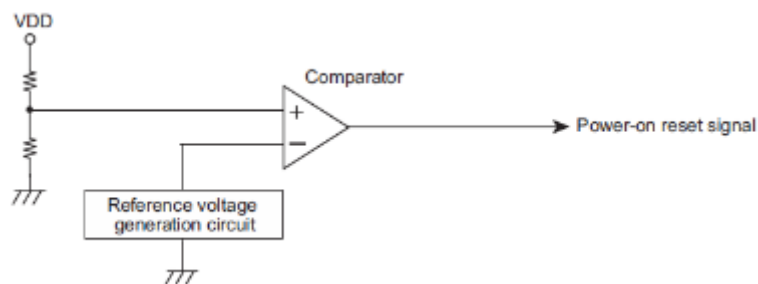 VDD
Comparator
+
−
Power-on reset signal
Reference voltage
generation circuit